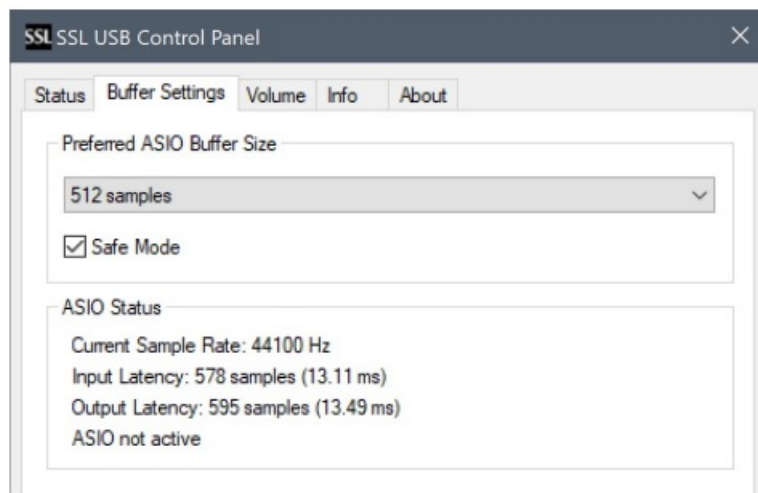 SSL SSL USB Control Panel
Status Buffer Settings Volume Info About
Preferred ASIO Buffer Size
512 samples
Safe Mode
ASIO Status
Current Sample Rate: 44100 Hz
Input Latency: 578 samples (13.11 ms)
Output Latency: 595 samples (13.49 ms)
ASIO not active